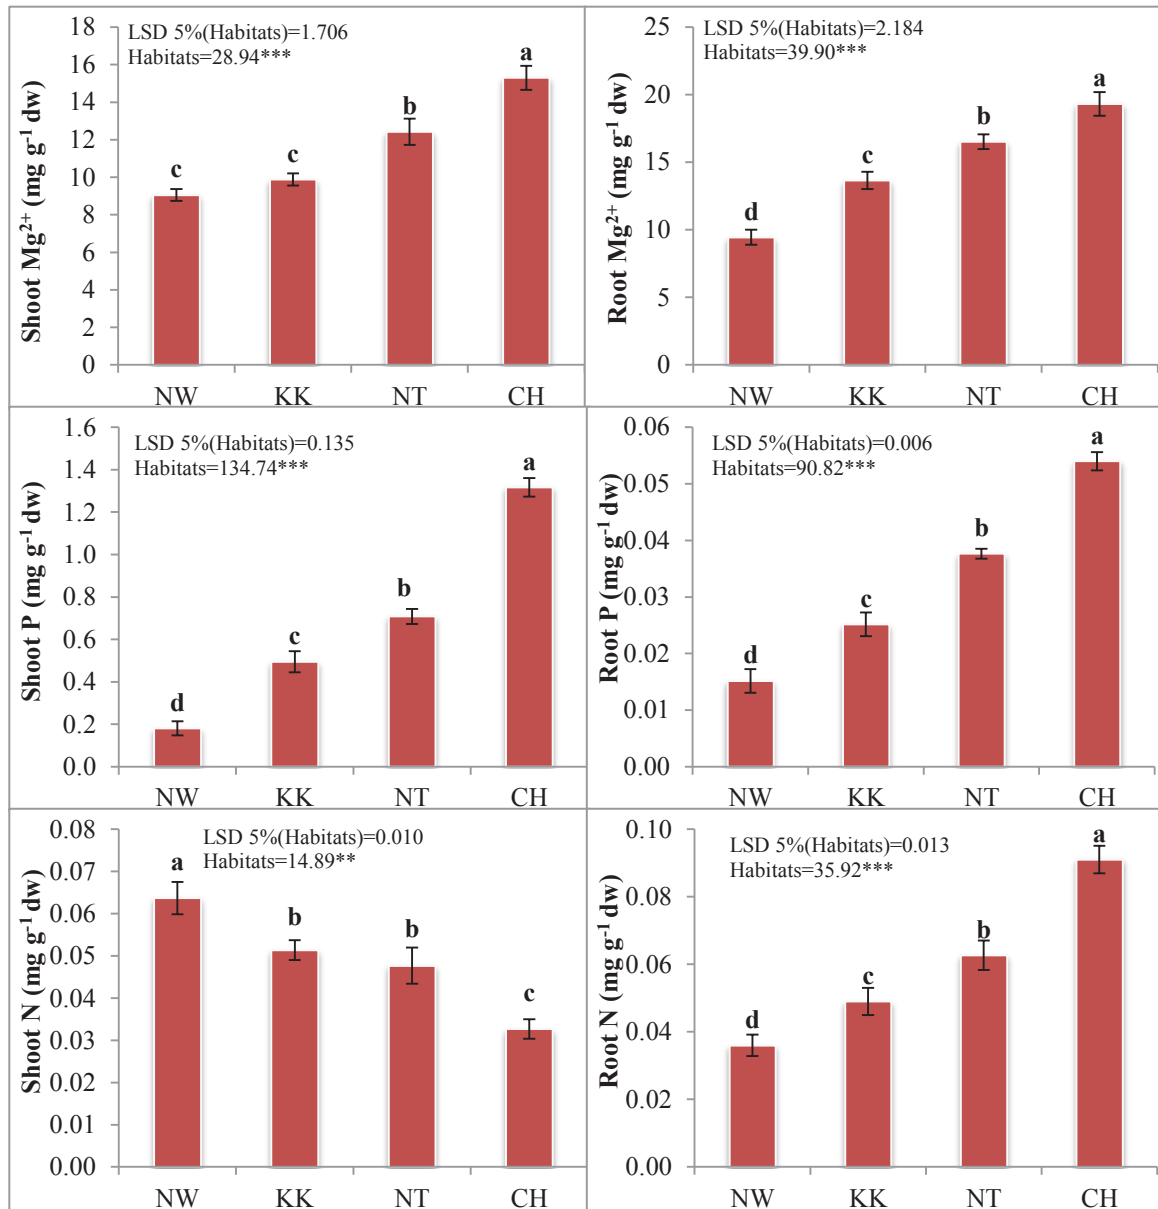 LSD 5%(Habitats)=1.706
Habitats=28.94***
Shoot Mg²⁺ (mg g⁻¹ dw)
18
16
14
12
10
8
6
4
2
0
c
c
b
a
NW KK NT CH
LSD 5%(Habitats)=2.184
Habitats=39.90***
Root Mg²⁺ (mg g⁻¹ dw)
25
20
15
10
5
0
d
c
b
a
NW KK NT CH
LSD 5%(Habitats)=0.135
Habitats=134.74***
Shoot P (mg g⁻¹ dw)
1.6
1.4
1.2
1.0
0.8
0.6
0.4
0.2
0.0
d
c
b
a
NW KK NT CH
LSD 5%(Habitats)=0.006
Habitats=90.82***
Root P (mg g⁻¹ dw)
0.06
0.05
0.04
0.03
0.02
0.01
0.00
d
c
b
a
NW KK NT CH
LSD 5%(Habitats)=0.010
Habitats=14.89**
Shoot N (mg g⁻¹ dw)
0.08
0.07
0.06
0.05
0.04
0.03
0.02
0.01
0.00
a
b
b
c
NW KK NT CH
LSD 5%(Habitats)=0.013
Habitats=35.92***
Root N (mg g⁻¹ dw)
0.10
0.08
0.06
0.04
0.02
0.00
d
c
b
a
NW KK NT CH